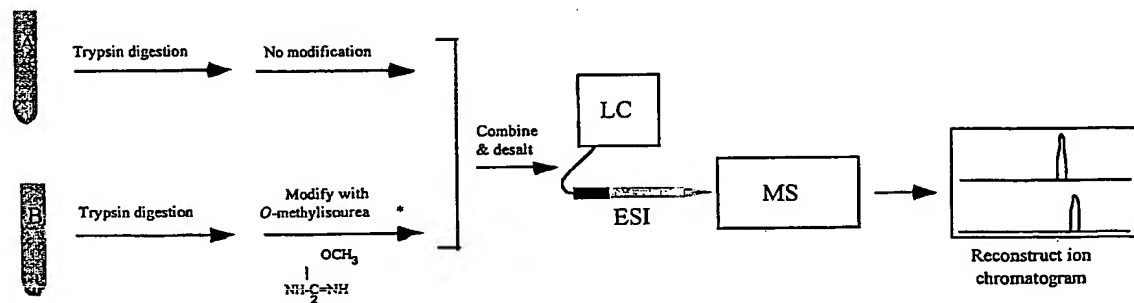 A
Trypsin digestion
No modification
B
Trypsin digestion
Modify with
O-methylisourea *
OCH3
NH-C=NH
2
Combine
& desalt
LC
ESI
MS
Reconstruct ion
chromatogram